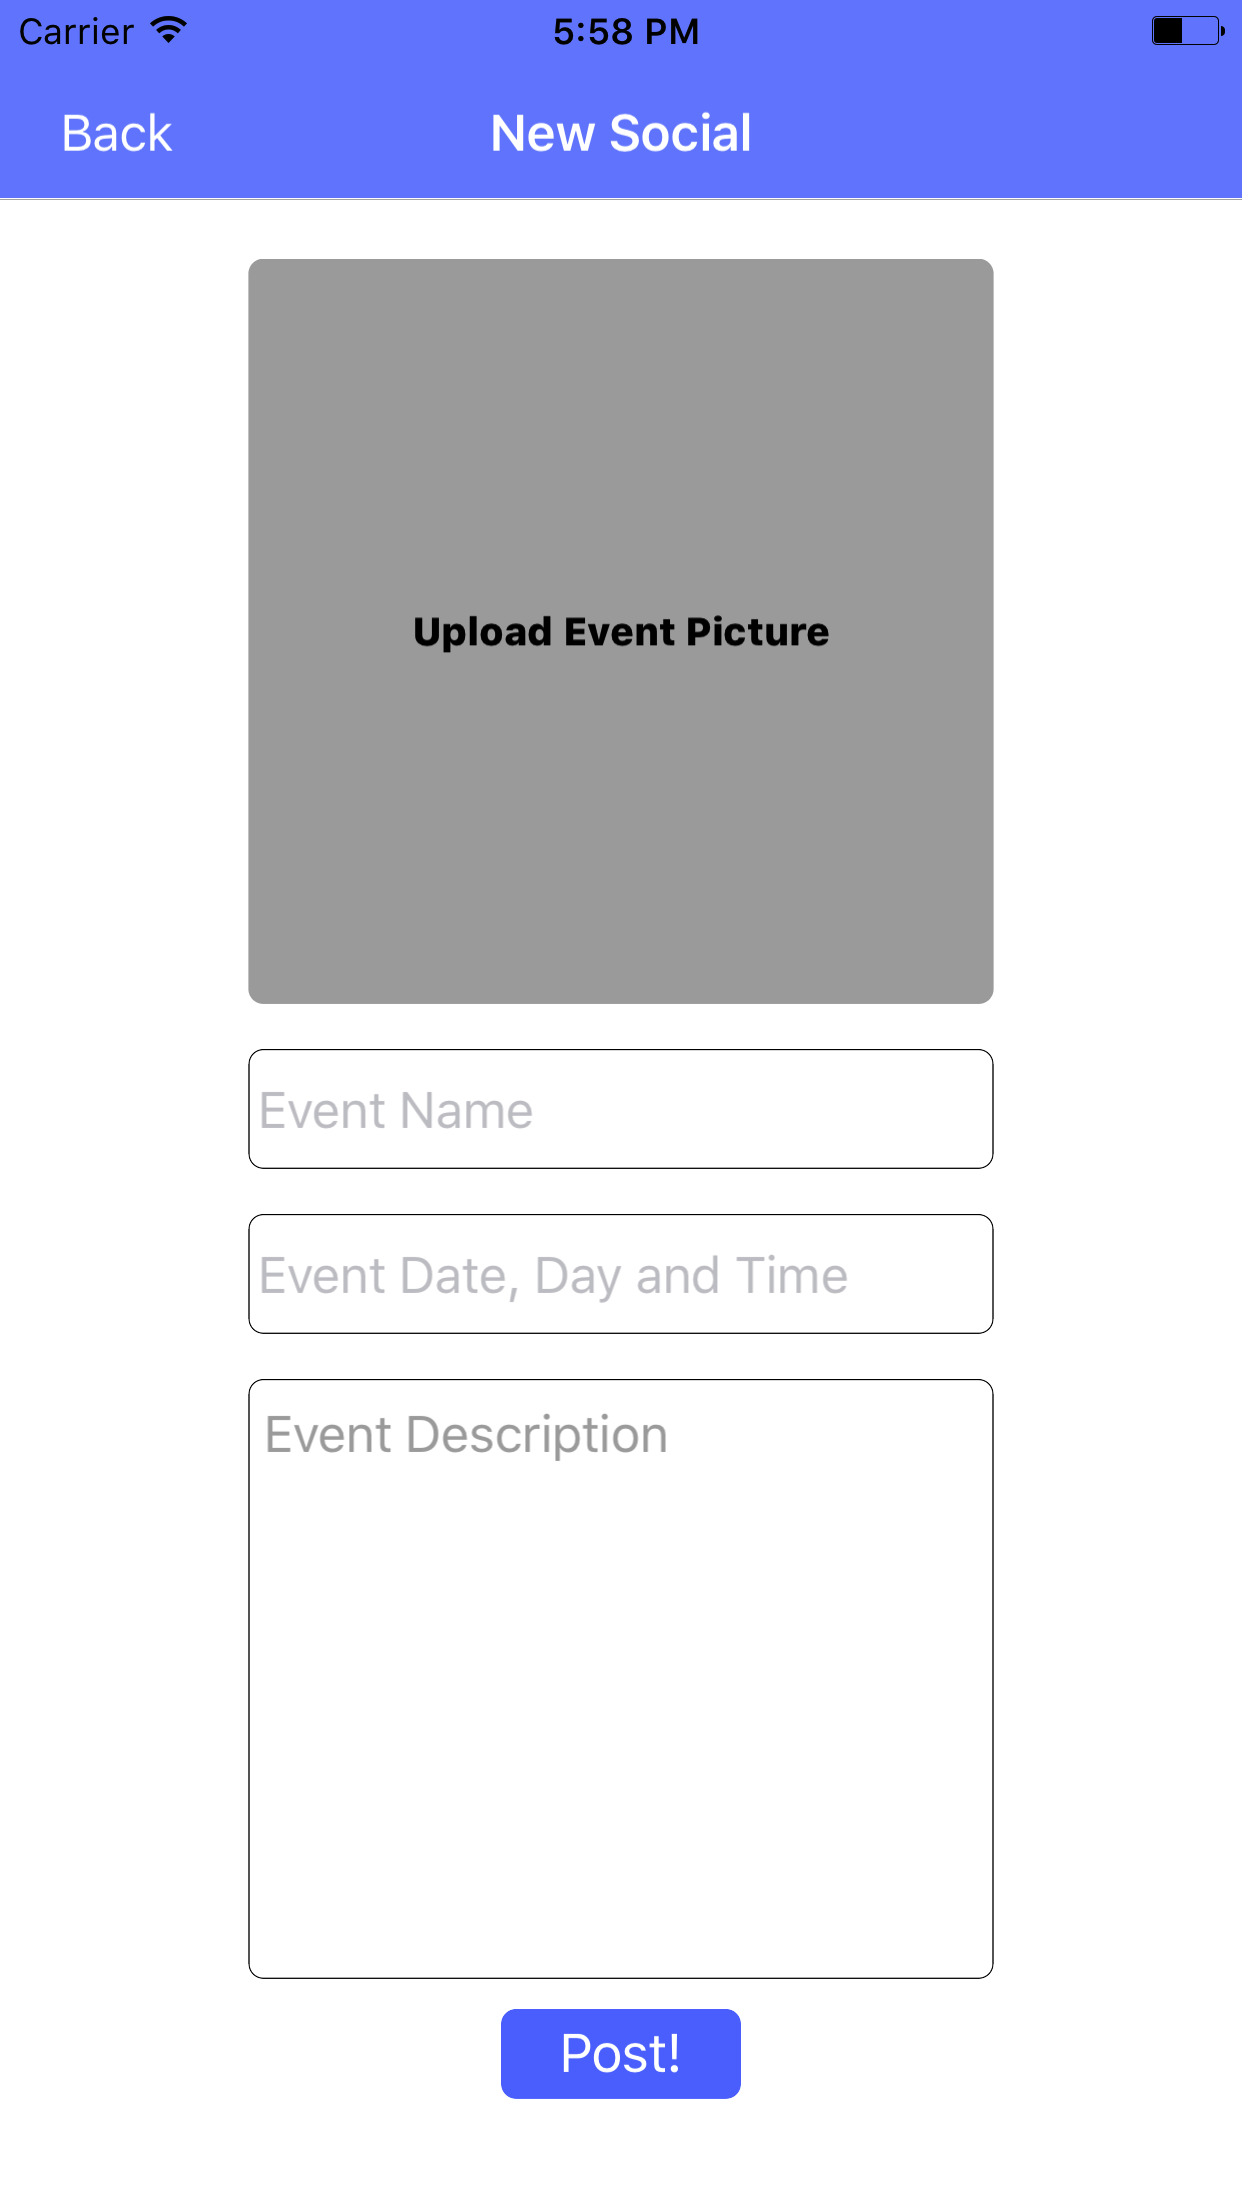 Carrier 5:58 PM
Back New Social
Upload Event Picture
Event Name
Event Date, Day and Time
Event Description
Post!